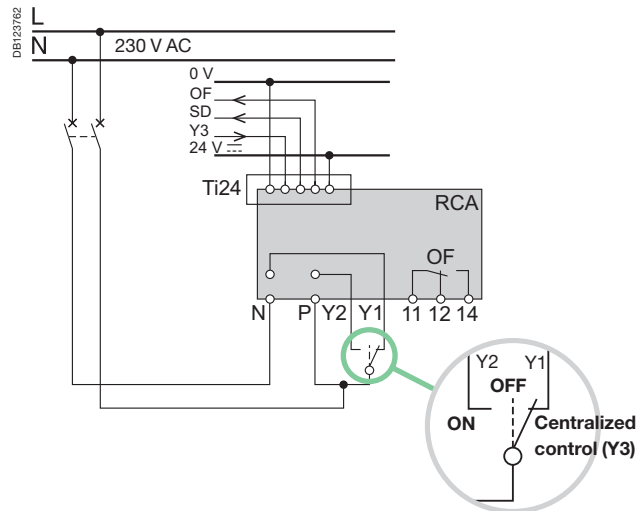 DB123762
L
N
230 V AC
0 V
OF
SD
Y3
24 V
Ti24
RCA
OF
N P Y2 Y1 11 12 14
Y2 Y1
OFF
ON
Centralized
control (Y3)